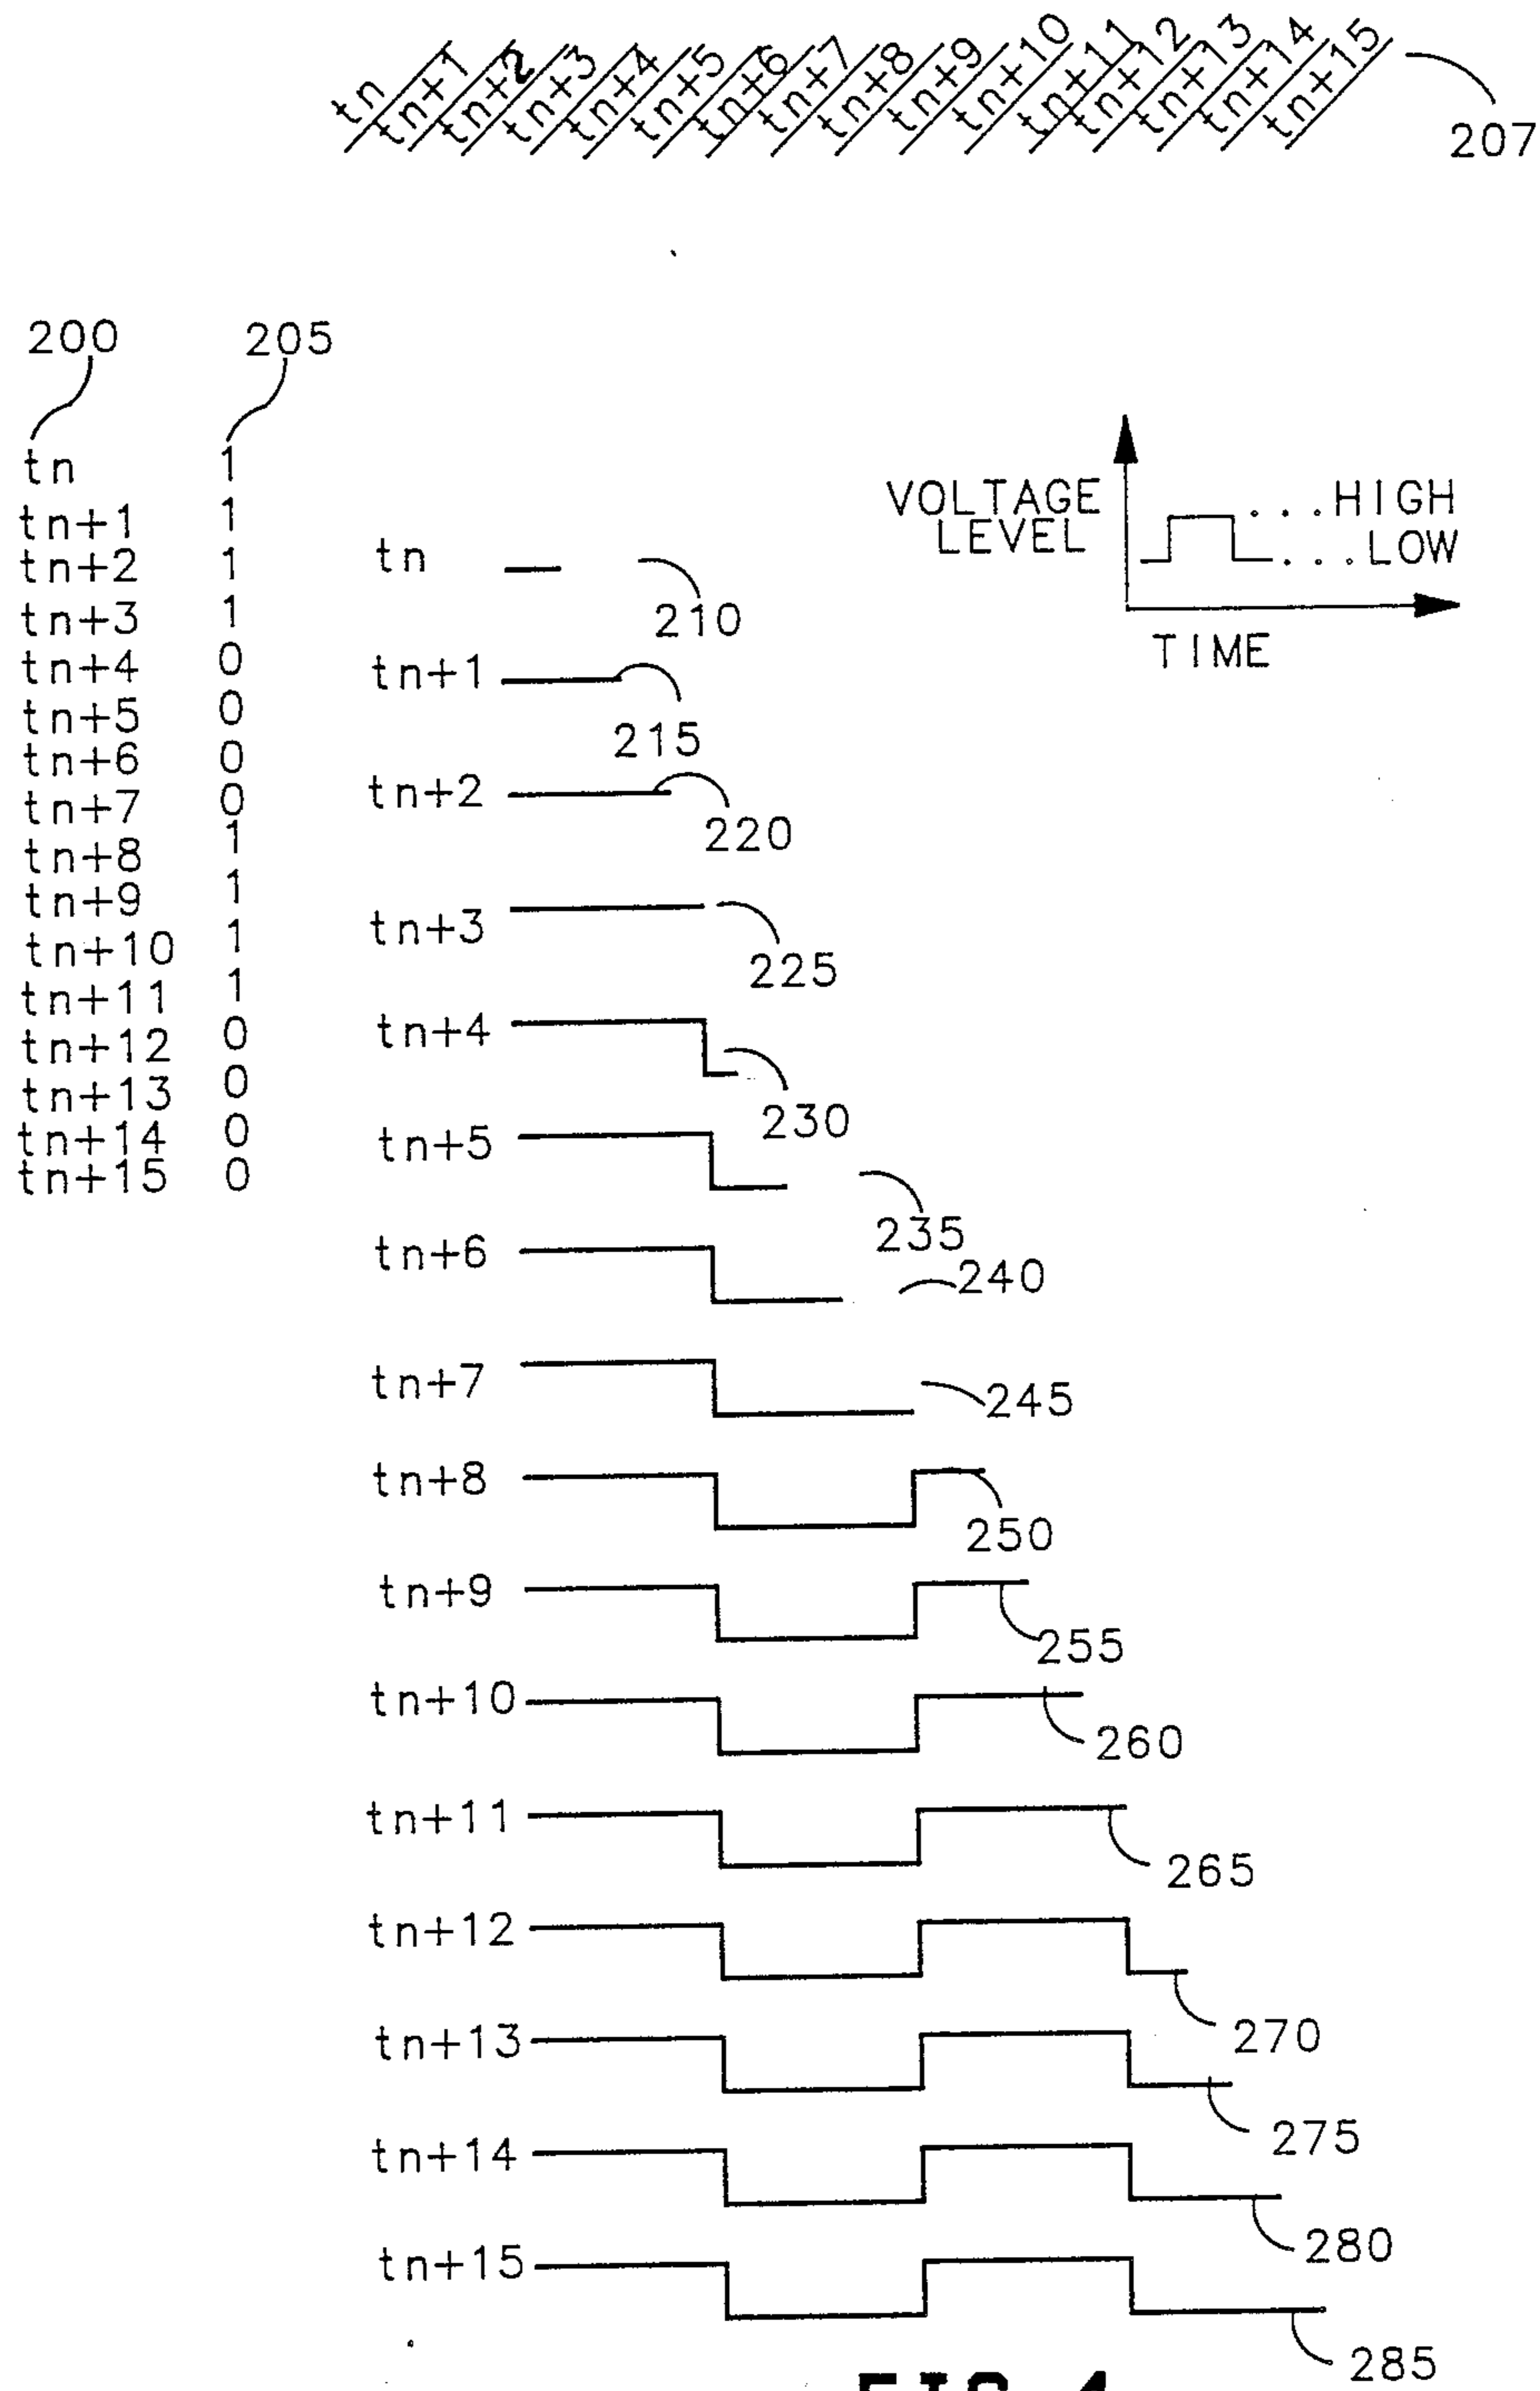 tn tn+1 tn+2 tn+3 tn+4 tn+5 tn+6 tn+7 tn+8 tn+9 tn+10 tn+11 tn+12 tn+13 tn+14 tn+15
207
200 205
tn 1
tn+1 1
tn+2 1
tn+3 1
tn+4 0
tn+5 0
tn+6 0
tn+7 0
tn+8 1
tn+9 1
tn+10 1
tn+11 1
tn+12 0
tn+13 0
tn+14 0
tn+15 0
VOLTAGE
LEVEL
...HIGH
...LOW
TIME
tn 210
tn+1 215
tn+2 220
tn+3 225
tn+4 230
tn+5 235
tn+6 240
tn+7 245
tn+8 250
tn+9 255
tn+10 260
tn+11 265
tn+12 270
tn+13 275
tn+14 280
tn+15 285